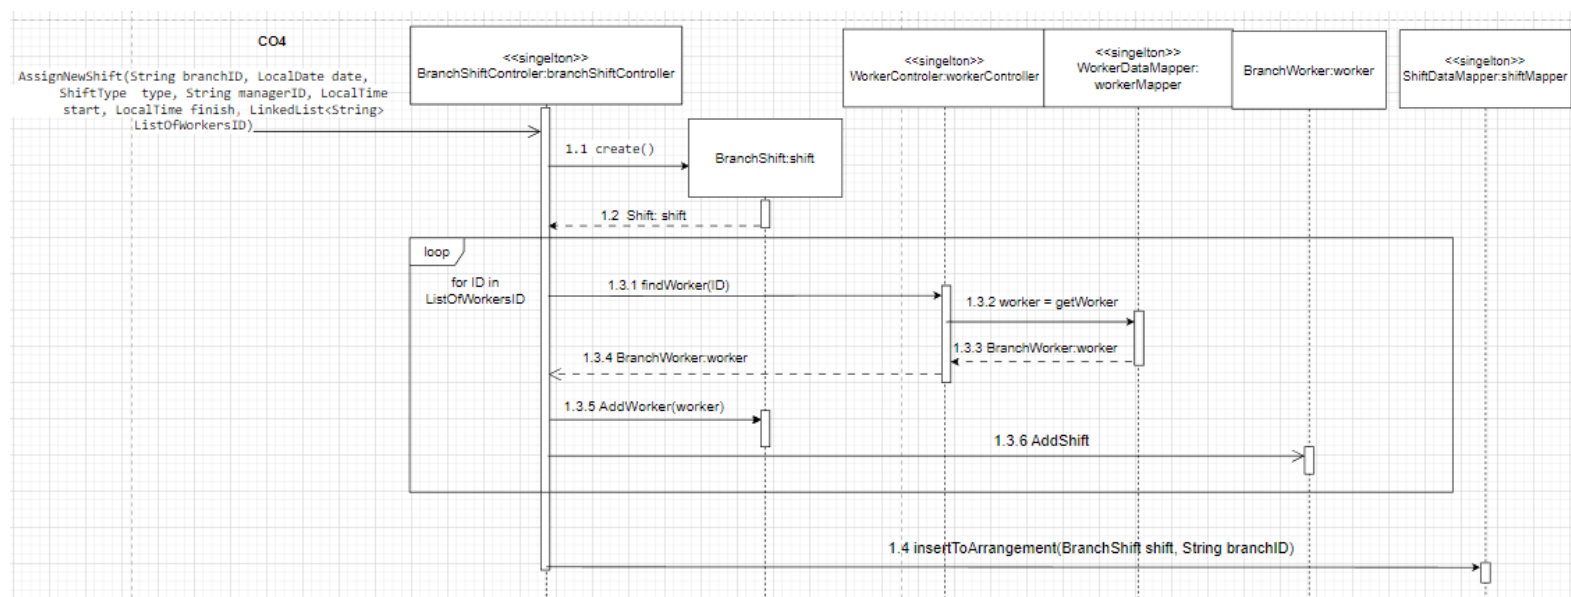 CO4
AssignNewShift(String branchID, LocalDate date,
ShiftType type, String managerID, LocalTime
start, LocalTime finish, LinkedList<String>
ListOfWorkersID)
<<singelton>>
BranchShiftControler:branchShiftController
<<singelton>>
WorkerControler:workerController
<<singelton>>
WorkerDataMapper:
workerMapper
BranchWorker:worker
<<singelton>>
ShiftDataMapper:shiftMapper
1.1 create()
BranchShift:shift
1.2 Shift: shift
loop
for ID in
ListOfWorkersID
1.3.1 findWorker(ID)
1.3.2 worker = getWorker
1.3.3 BranchWorker:worker
1.3.4 BranchWorker:worker
1.3.5 AddWorker(worker)
1.3.6 AddShift
1.4 insertToArrangement(BranchShift shift, String branchID)